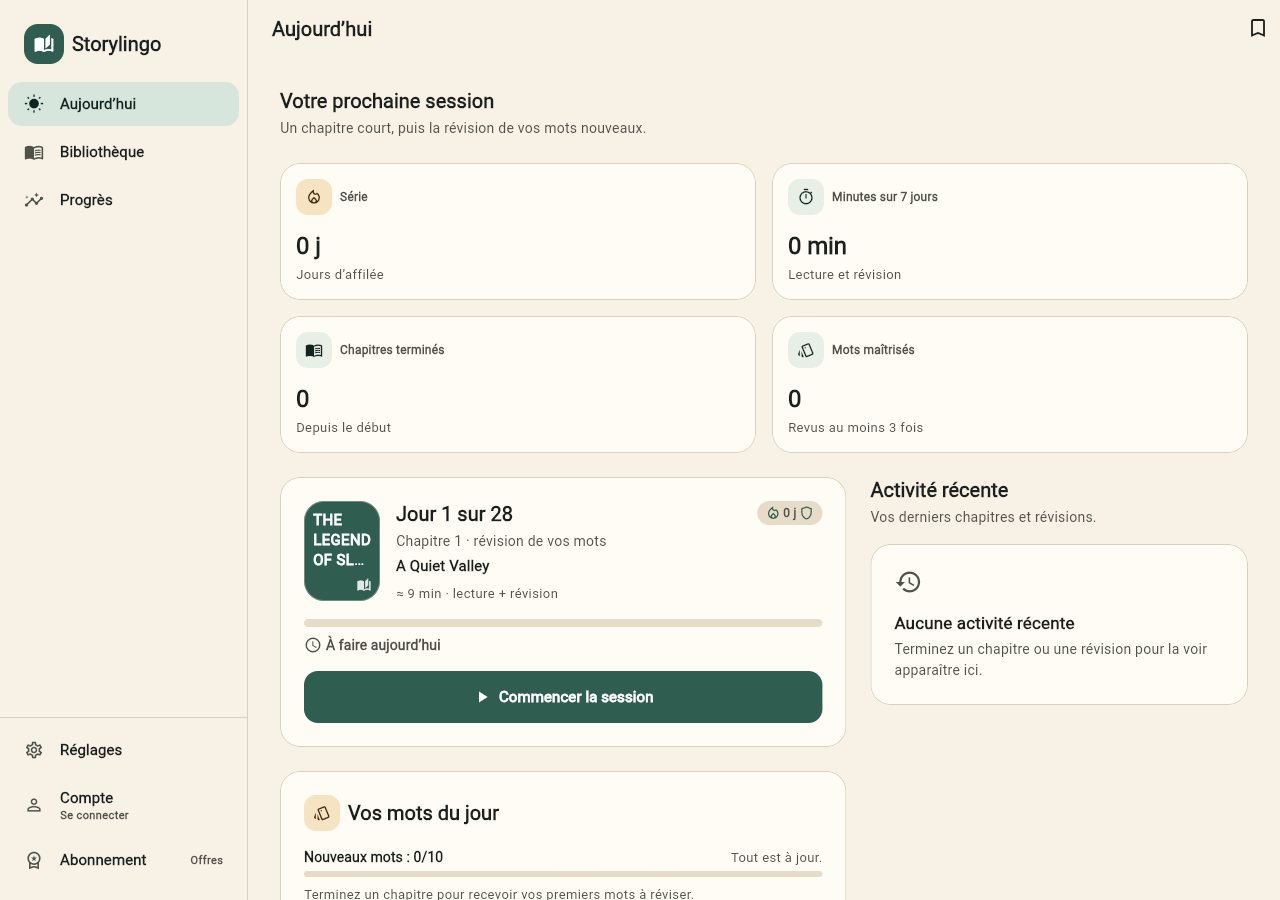 Storylingo
Aujourd’hui
Bibliothèque
Progrès
Réglages
Compte
Se connecter
Abonnement
Offres
Aujourd’hui
Votre prochaine session
Un chapitre court, puis la révision de vos mots nouveaux.
Série
0 j
Jours d’affilée
Minutes sur 7 jours
0 min
Lecture et révision
Chapitres terminés
0
Depuis le début
Mots maîtrisés
0
Revus au moins 3 fois
THE
LEGEND
OF SL…
Jour 1 sur 28
0 j
Chapitre 1 · révision de vos mots
A Quiet Valley
≈ 9 min · lecture + révision
À faire aujourd’hui
Commencer la session
Vos mots du jour
Nouveaux mots : 0/10
Tout est à jour.
Terminez un chapitre pour recevoir vos premiers mots à réviser.
Activité récente
Vos derniers chapitres et révisions.
Aucune activité récente
Terminez un chapitre ou une révision pour la voir
apparaître ici.